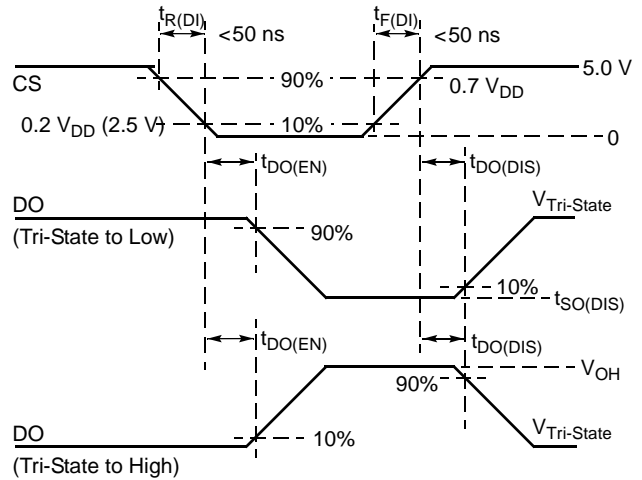 tR(DI) <50 ns tF(DI) <50 ns
CS 90% 0.7 VDD 5.0 V
0.2 VDD (2.5 V) 10% 0
tDO(EN) tDO(DIS)
DO VTri-State
(Tri-State to Low) 90% 10%
tSO(DIS)
tDO(EN) tDO(DIS)
VOH
90%
DO 10% VTri-State
(Tri-State to High)